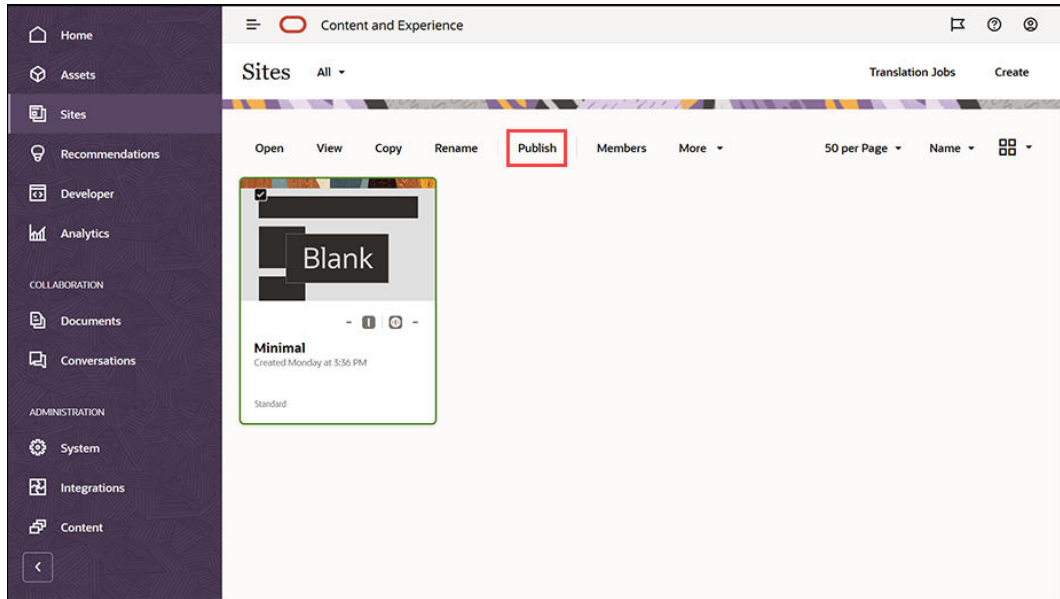 Home
Assets
Sites
Recommendations
Developer
Analytics
COLLABORATION
Documents
Conversations
ADMINISTRATION
System
Integrations
Content
Content and Experience
Sites All
Translation Jobs Create
Open View Copy Rename Publish Members More 50 per Page Name
Blank
Minimal
Created Monday at 3:36 PM
Standard